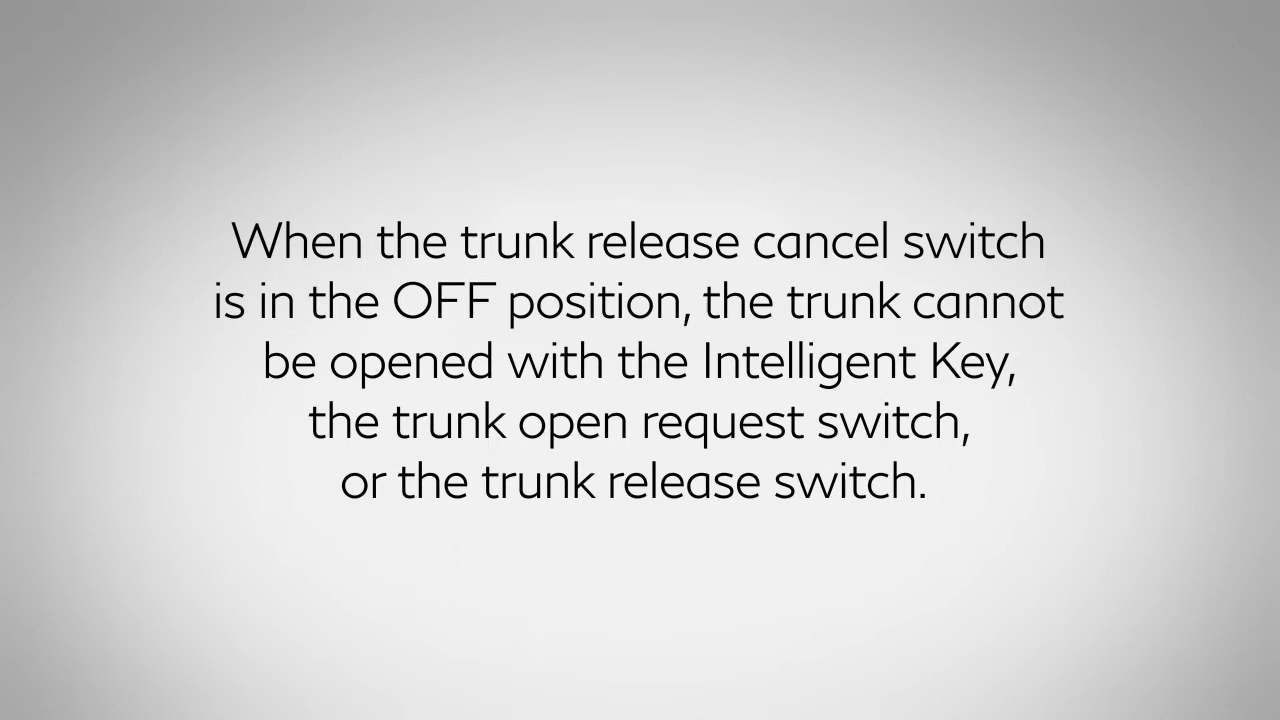 When the trunk release cancel switch
is in the OFF position, the trunk cannot
be opened with the Intelligent Key,
the trunk open request switch,
or the trunk release switch.